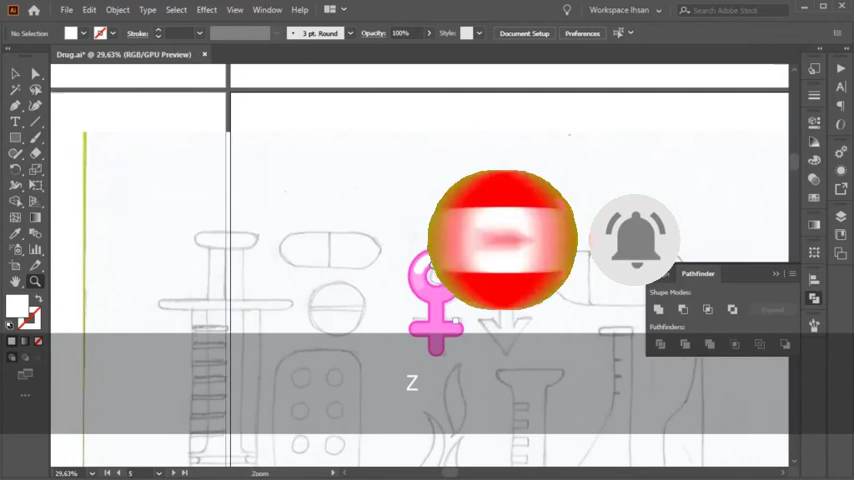 Ai
File Edit Object Type Select Effect View Window Help
Workspace Ihsan
Search Adobe Stock
No Selection
Stroke:
3 pt. Round
Opacity: 100%
Style:
Document Setup
Preferences
Drug.ai* @ 29,63% (RGB/GPU Preview)
Pathfinder
Shape Modes:
Expand
Pathfinders:
Z
29,63%
5
Zoom